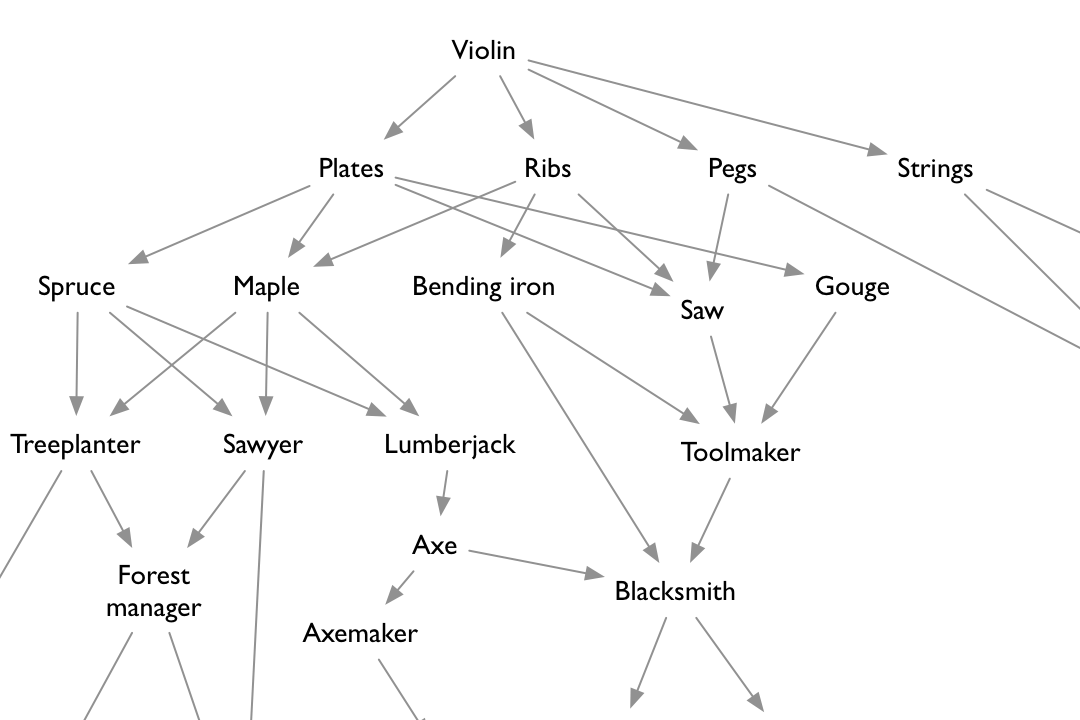 Violin
Plates
Ribs
Pegs
Strings
Spruce
Maple
Bending iron
Saw
Gouge
Treeplanter
Sawyer
Lumberjack
Toolmaker
Axe
Forest
manager
Blacksmith
Axemaker